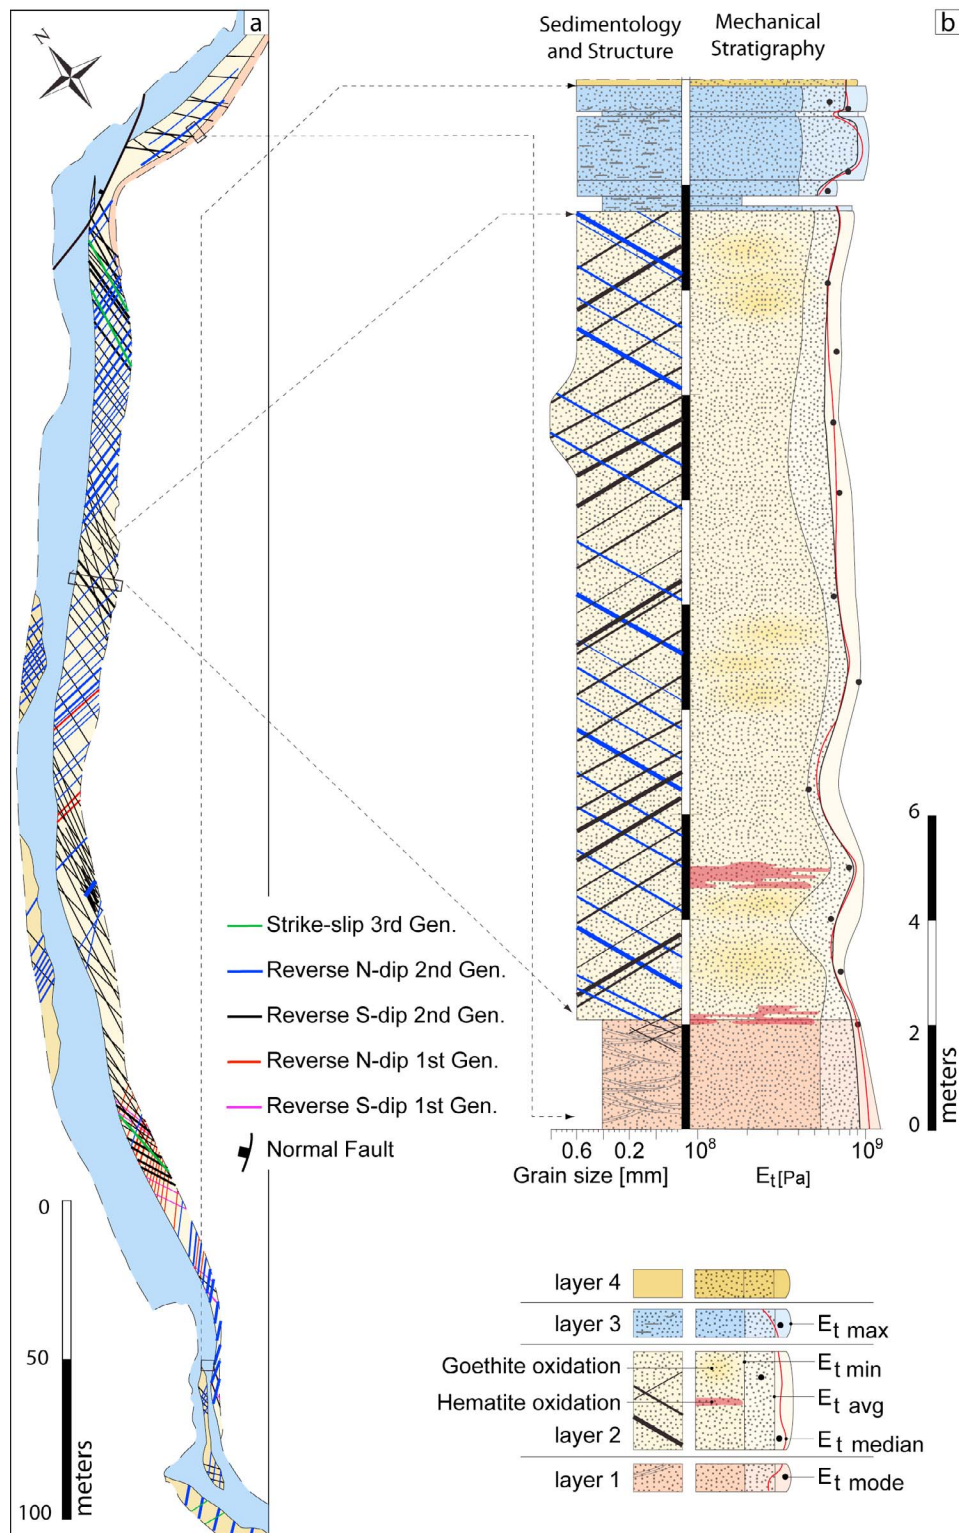 a
N
Strike-slip 3rd Gen.
Reverse N-dip 2nd Gen.
Reverse S-dip 2nd Gen.
Reverse N-dip 1st Gen.
Reverse S-dip 1st Gen.
Normal Fault
0
50
100
meters
b
Sedimentology and Structure
Mechanical Stratigraphy
6
4
2
0
meters
0.6 0.2 10⁸ 10⁹
Grain size [mm] Et[Pa]
layer 4
layer 3
Et max
Goethite oxidation
Et min
Hematite oxidation
Et avg
layer 2
Et median
layer 1
Et mode